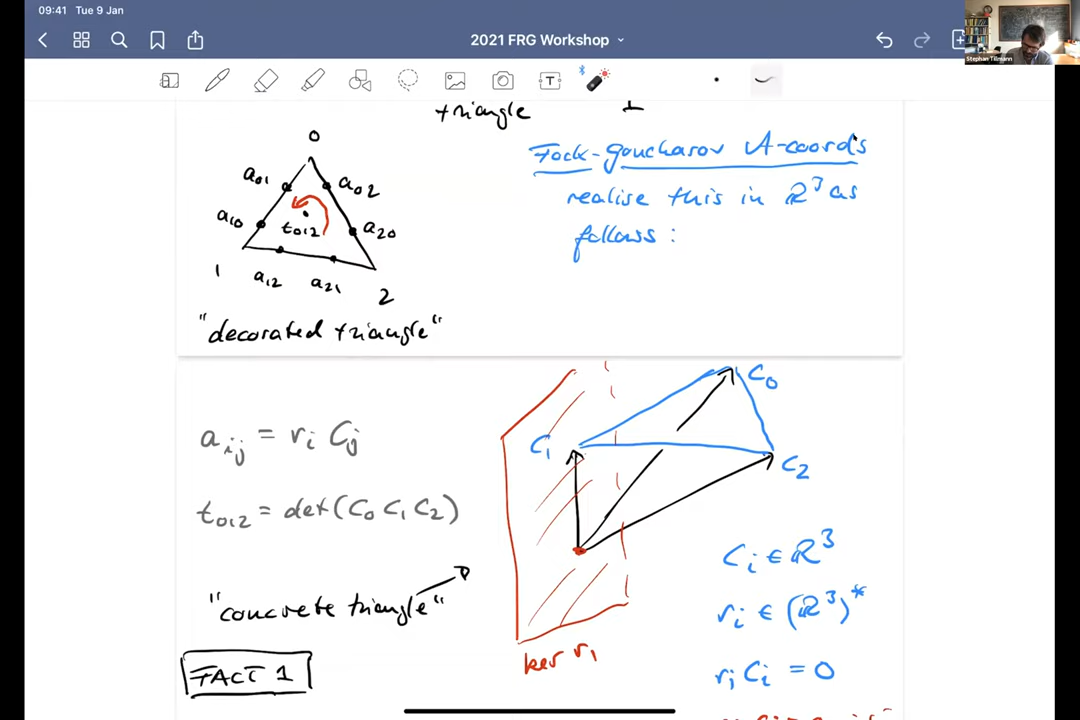 09:41 Tue 9 Jan
2021 FRG Workshop
Stephan Tillmann
triangle
0
a01
a02
a10
t012
a20
1
a12
a21
2
"decorated triangle"
Fock-Goncharov A-coords
realise this in ℝ³ as
follows :
C0
C1
C2
aij = ri Cj
t012 = det(C0 C1 C2)
"concrete triangle"
Ci ∈ ℝ³
ri ∈ (ℝ³)*
ri Ci = 0
ker r1
FACT 1